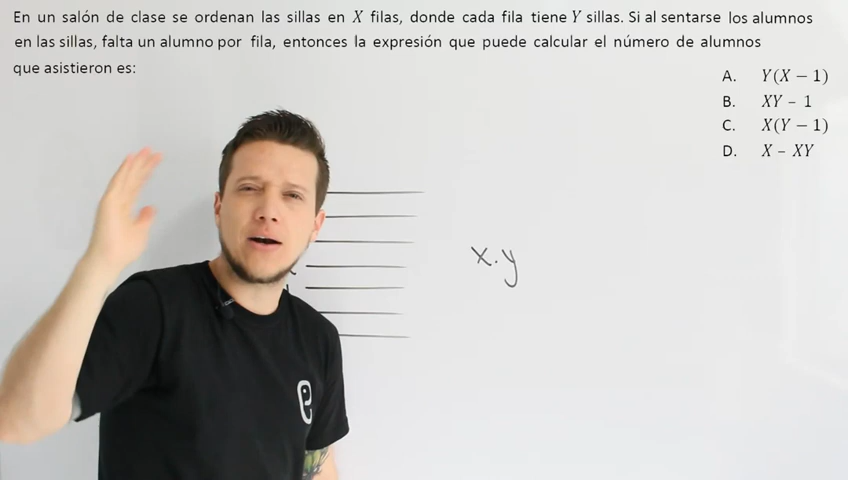 En un salón de clase se ordenan las sillas en X filas, donde cada fila tiene Y sillas. Si al sentarse los alumnos
en las sillas, falta un alumno por fila, entonces la expresión que puede calcular el número de alumnos
que asistieron es:
A. Y(X − 1)
B. XY − 1
C. X(Y − 1)
D. X − XY
x.y